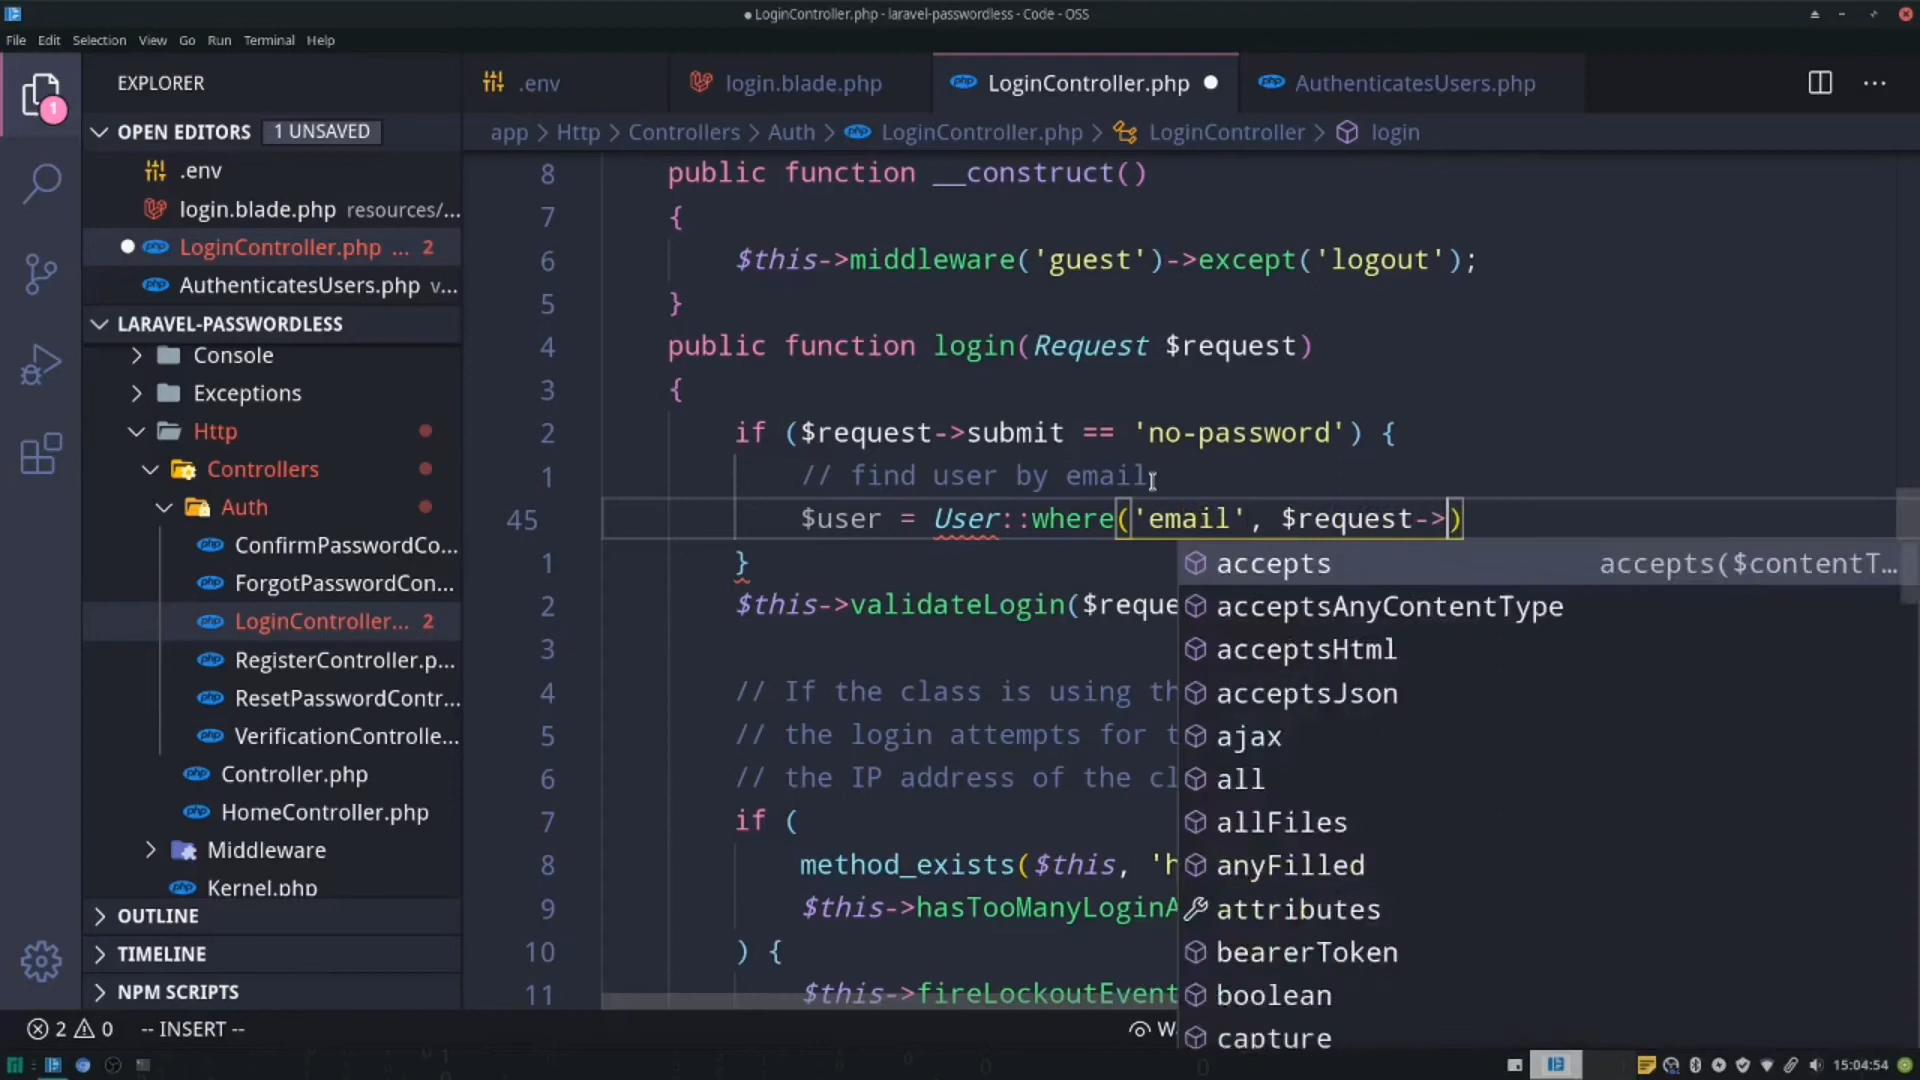 LoginController.php - laravel-passwordless - Code - OSS
File Edit Selection View Go Run Terminal Help
EXPLORER
OPEN EDITORS 1 UNSAVED
.env
login.blade.php resources/...
LoginController.php ... 2
AuthenticatesUsers.php v...
LARAVEL-PASSWORDLESS
Console
Exceptions
Http
Controllers
Auth
ConfirmPasswordCo...
ForgotPasswordCon...
LoginController... 2
RegisterController.p...
ResetPasswordContr...
VerificationControlle...
Controller.php
HomeController.php
Middleware
Kernel.php
OUTLINE
TIMELINE
NPM SCRIPTS
.env login.blade.php LoginController.php AuthenticatesUsers.php
app > Http > Controllers > Auth > LoginController.php > LoginController > login
8 public function __construct()
7 {
6 $this->middleware('guest')->except('logout');
5 }
4 public function login(Request $request)
3 {
2 if ($request->submit == 'no-password') {
1 // find user by email
45 $user = User::where('email', $request->)
1 }
2 $this->validateLogin($reque
3
4 // If the class is using th
5 // the login attempts for t
6 // the IP address of the cl
7 if (
8 method_exists($this, 'h
9 $this->hasTooManyLoginA
10 ) {
11 $this->fireLockoutEvent
accepts accepts($contentT...
acceptsAnyContentType
acceptsHtml
acceptsJson
ajax
all
allFiles
anyFilled
attributes
bearerToken
boolean
capture
2 0 -- INSERT -- W
15:04:54